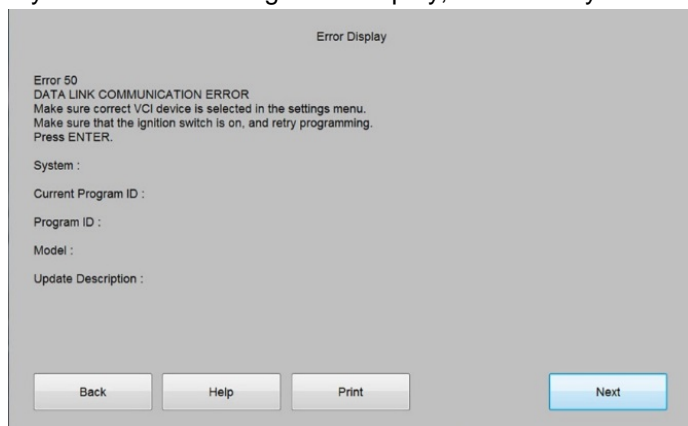 Error Display
Error 50
DATA LINK COMMUNICATION ERROR
Make sure correct VCI device is selected in the settings menu.
Make sure that the ignition switch is on, and retry programming.
Press ENTER.
System :
Current Program ID :
Program ID :
Model :
Update Description :
Back Help Print Next